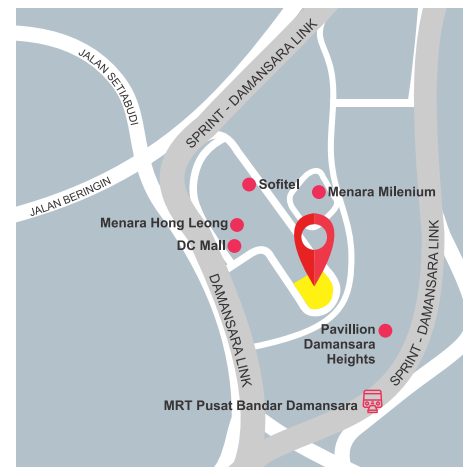 JALAN SETIABUDI
SPRINT - DAMANSARA LINK
JALAN BERINGIN
Sofitel
Menara Milenium
Menara Hong Leong
DC Mall
DAMANSARA LINK
SPRINT - DAMANSARA LINK
Pavillion
Damansara
Heights
MRT Pusat Bandar Damansara